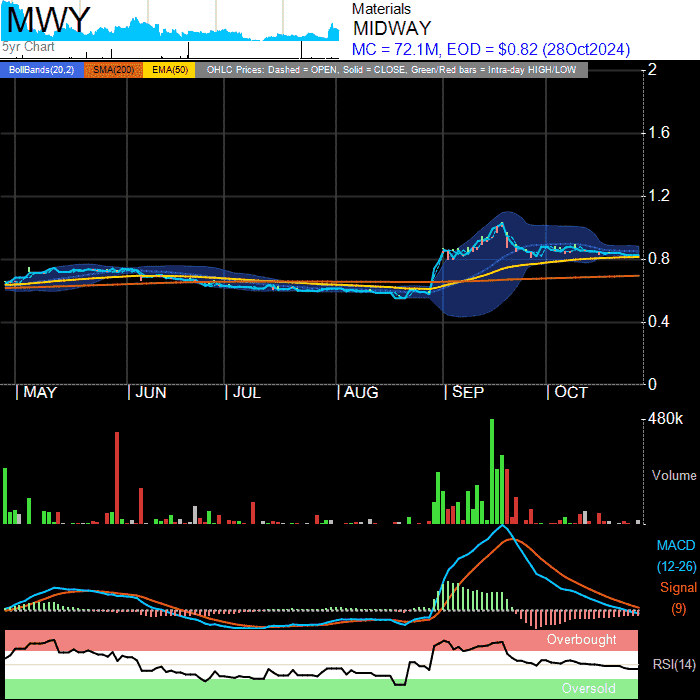 MWY
5yr Chart
Materials
MIDWAY
MC = 72.1M, EOD = $0.82 (28Oct2024)
BollBands(20,2) SMA(200) EMA(50) OHLC Prices: Dashed = OPEN, Solid = CLOSE, Green/Red bars = Intra-day HIGH/LOW
2
1.6
1.2
0.8
0.4
0
MAY JUN JUL AUG SEP OCT
480k
Volume
MACD
(12-26)
Signal
(9)
Overbought
RSI(14)
Oversold